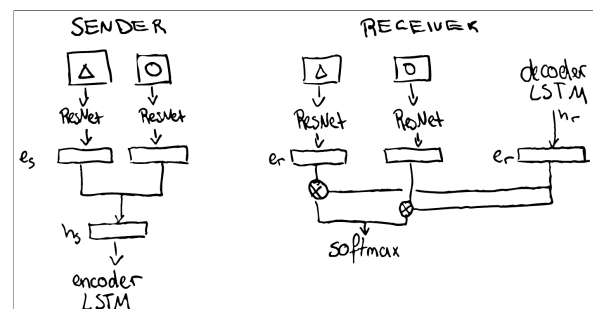 SENDER
RECEIVER
ResNet ResNet
ResNet ResNet
decoder
LSTM
hr
es
er
er
hs
softmax
encoder
LSTM